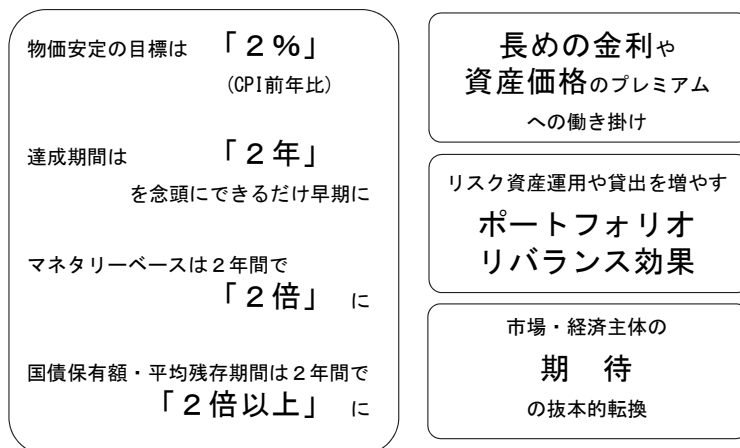 物価安定の目標は 「２％」
（CPI前年比）
達成期間は 「２年」
を念頭にできるだけ早期に
マネタリーベースは２年間で
「２倍」 に
国債保有額・平均残存期間は２年間で
「２倍以上」 に
長めの金利や
資産価格のプレミアム
への働き掛け
リスク資産運用や貸出を増やす
ポートフォリオ
リバランス効果
市場・経済主体の
期 待
の抜本的転換